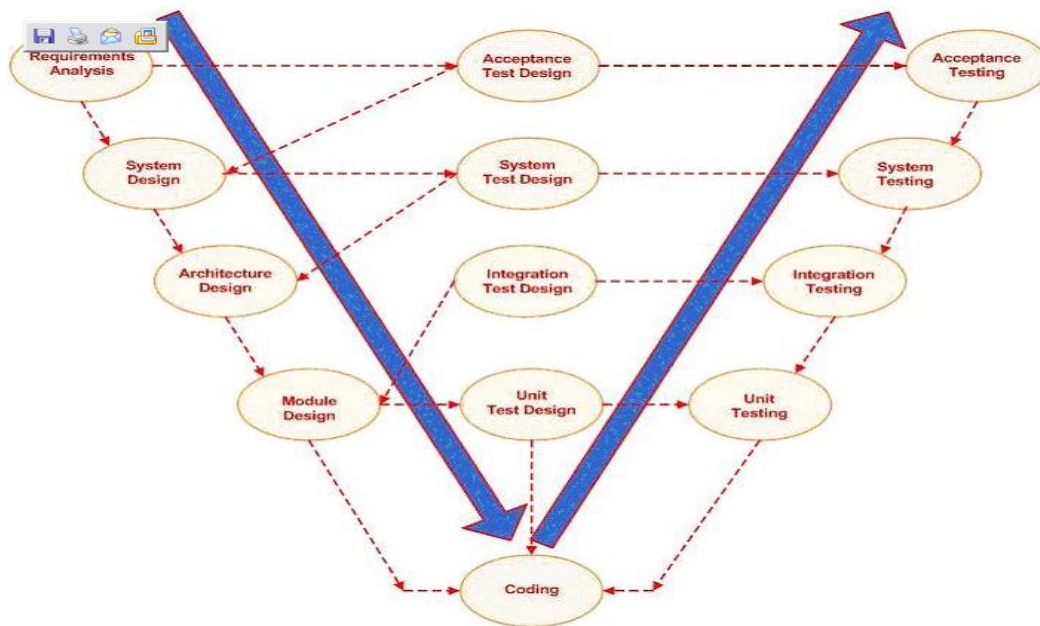 Requirements
Analysis
Acceptance
Test Design
Acceptance
Testing
System
Design
System
Test Design
System
Testing
Architecture
Design
Integration
Test Design
Integration
Testing
Module
Design
Unit
Test Design
Unit
Testing
Coding